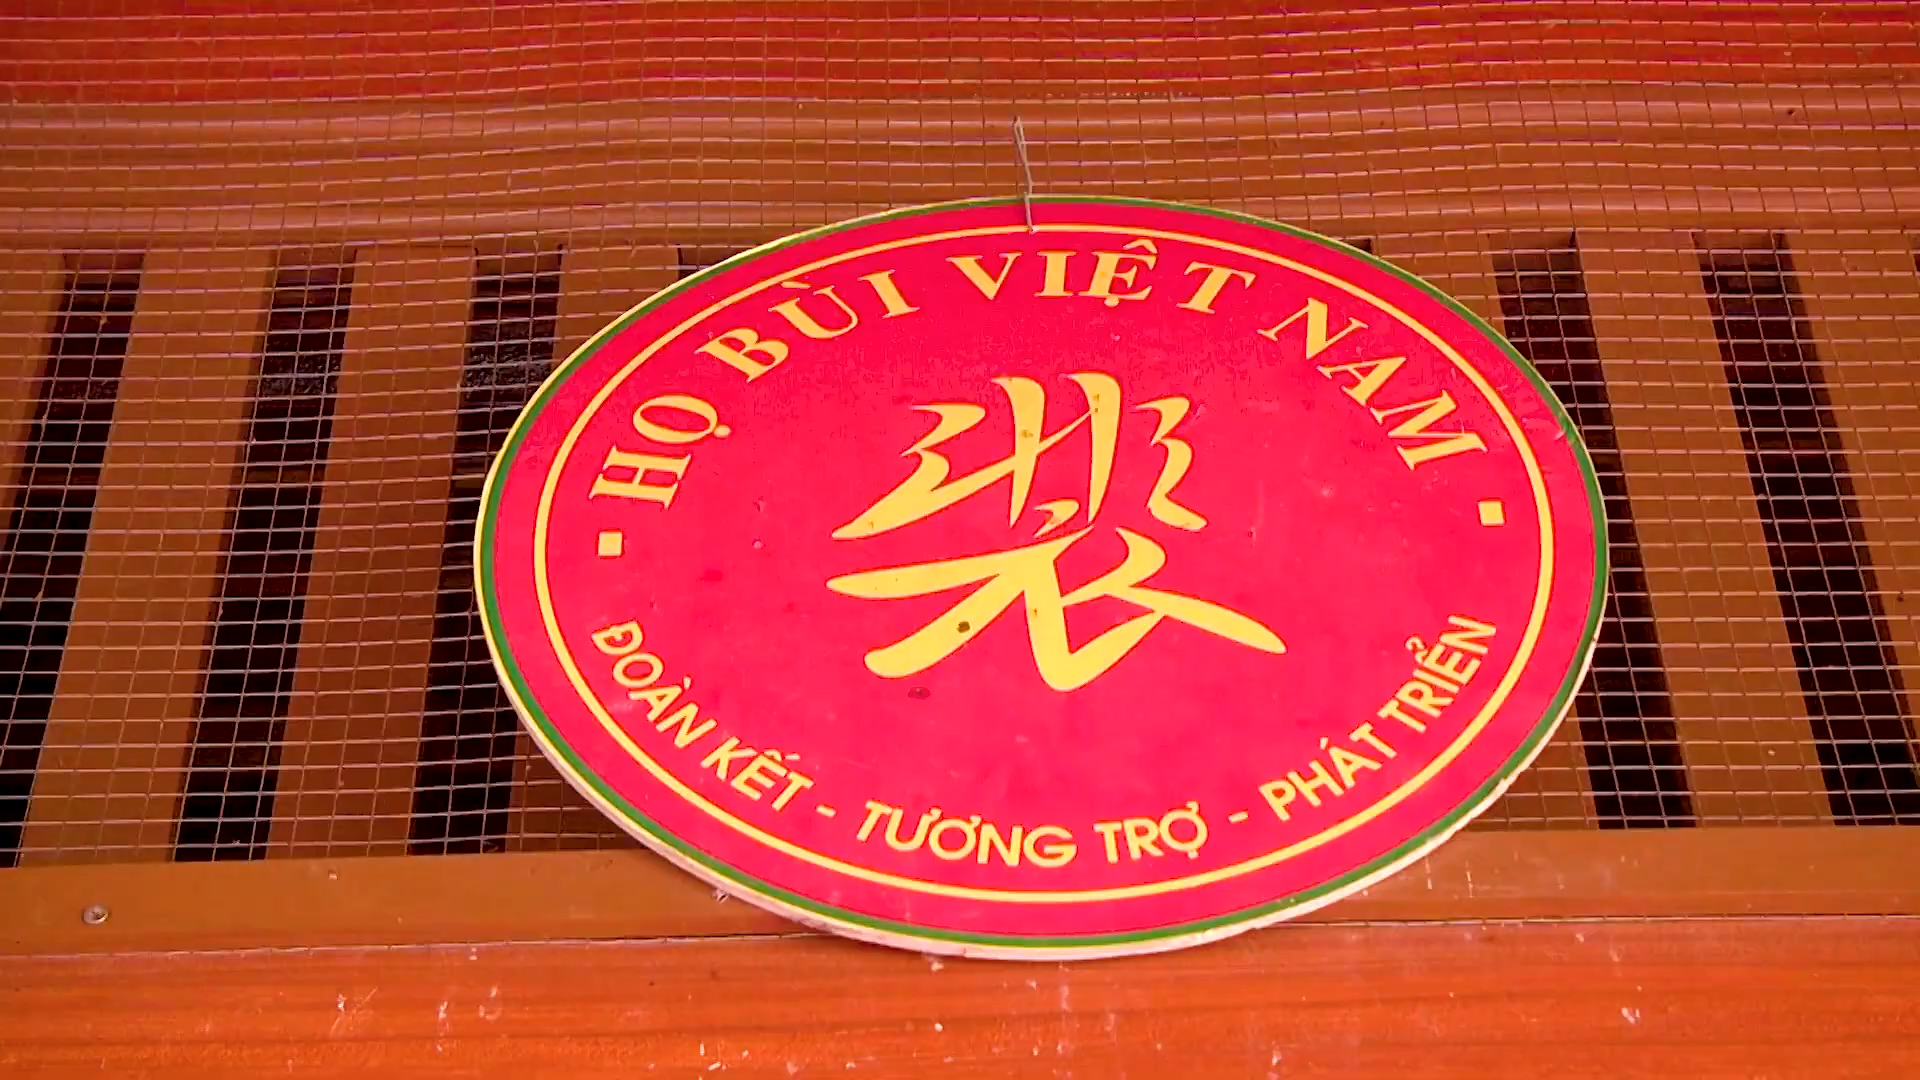 HỌ BÙI VIỆT NAM
裴
ĐOÀN KẾT - TƯƠNG TRỢ - PHÁT TRIỂN